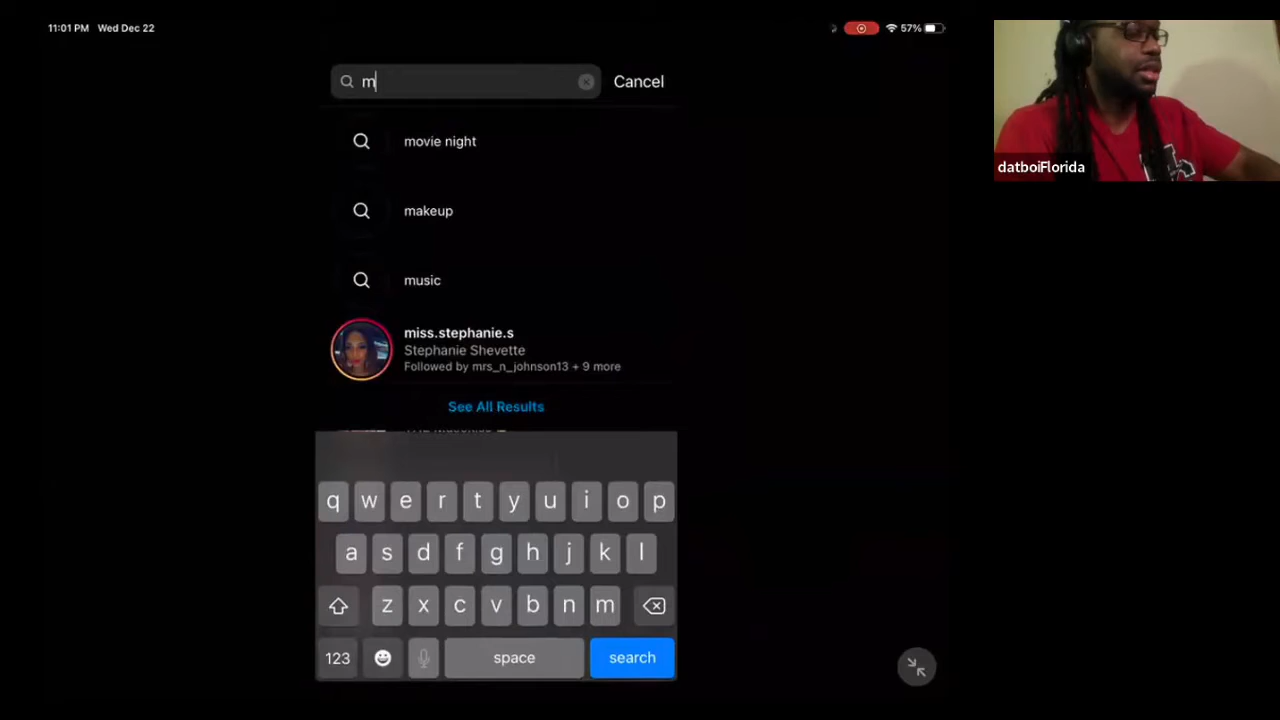 11:01 PM Wed Dec 22
57%
m
Cancel
movie night
makeup
music
miss.stephanie.s
Stephanie Shevette
Followed by mrs_n_johnson13 + 9 more
See All Results
q w e r t y u i o p
a s d f g h j k l
z x c v b n m
123 space search
datboiFlorida